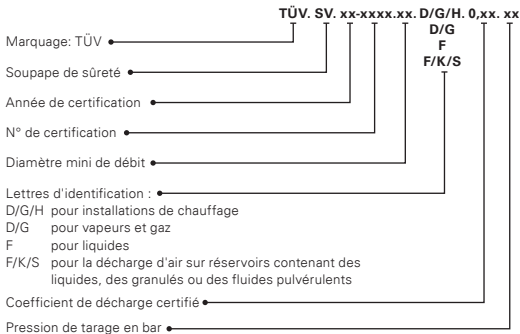 TÜV. SV. xx-xxxx.xx. D/G/H. 0,xx. xx
D/G
F
F/K/S
Marquage: TÜV
Soupape de sûreté
Année de certification
N° de certification
Diamètre mini de débit
Lettres d'identification :
D/G/H pour installations de chauffage
D/G pour vapeurs et gaz
F pour liquides
F/K/S pour la décharge d'air sur réservoirs contenant des
liquides, des granulés ou des fluides pulvérulents
Coefficient de décharge certifié
Pression de tarage en bar